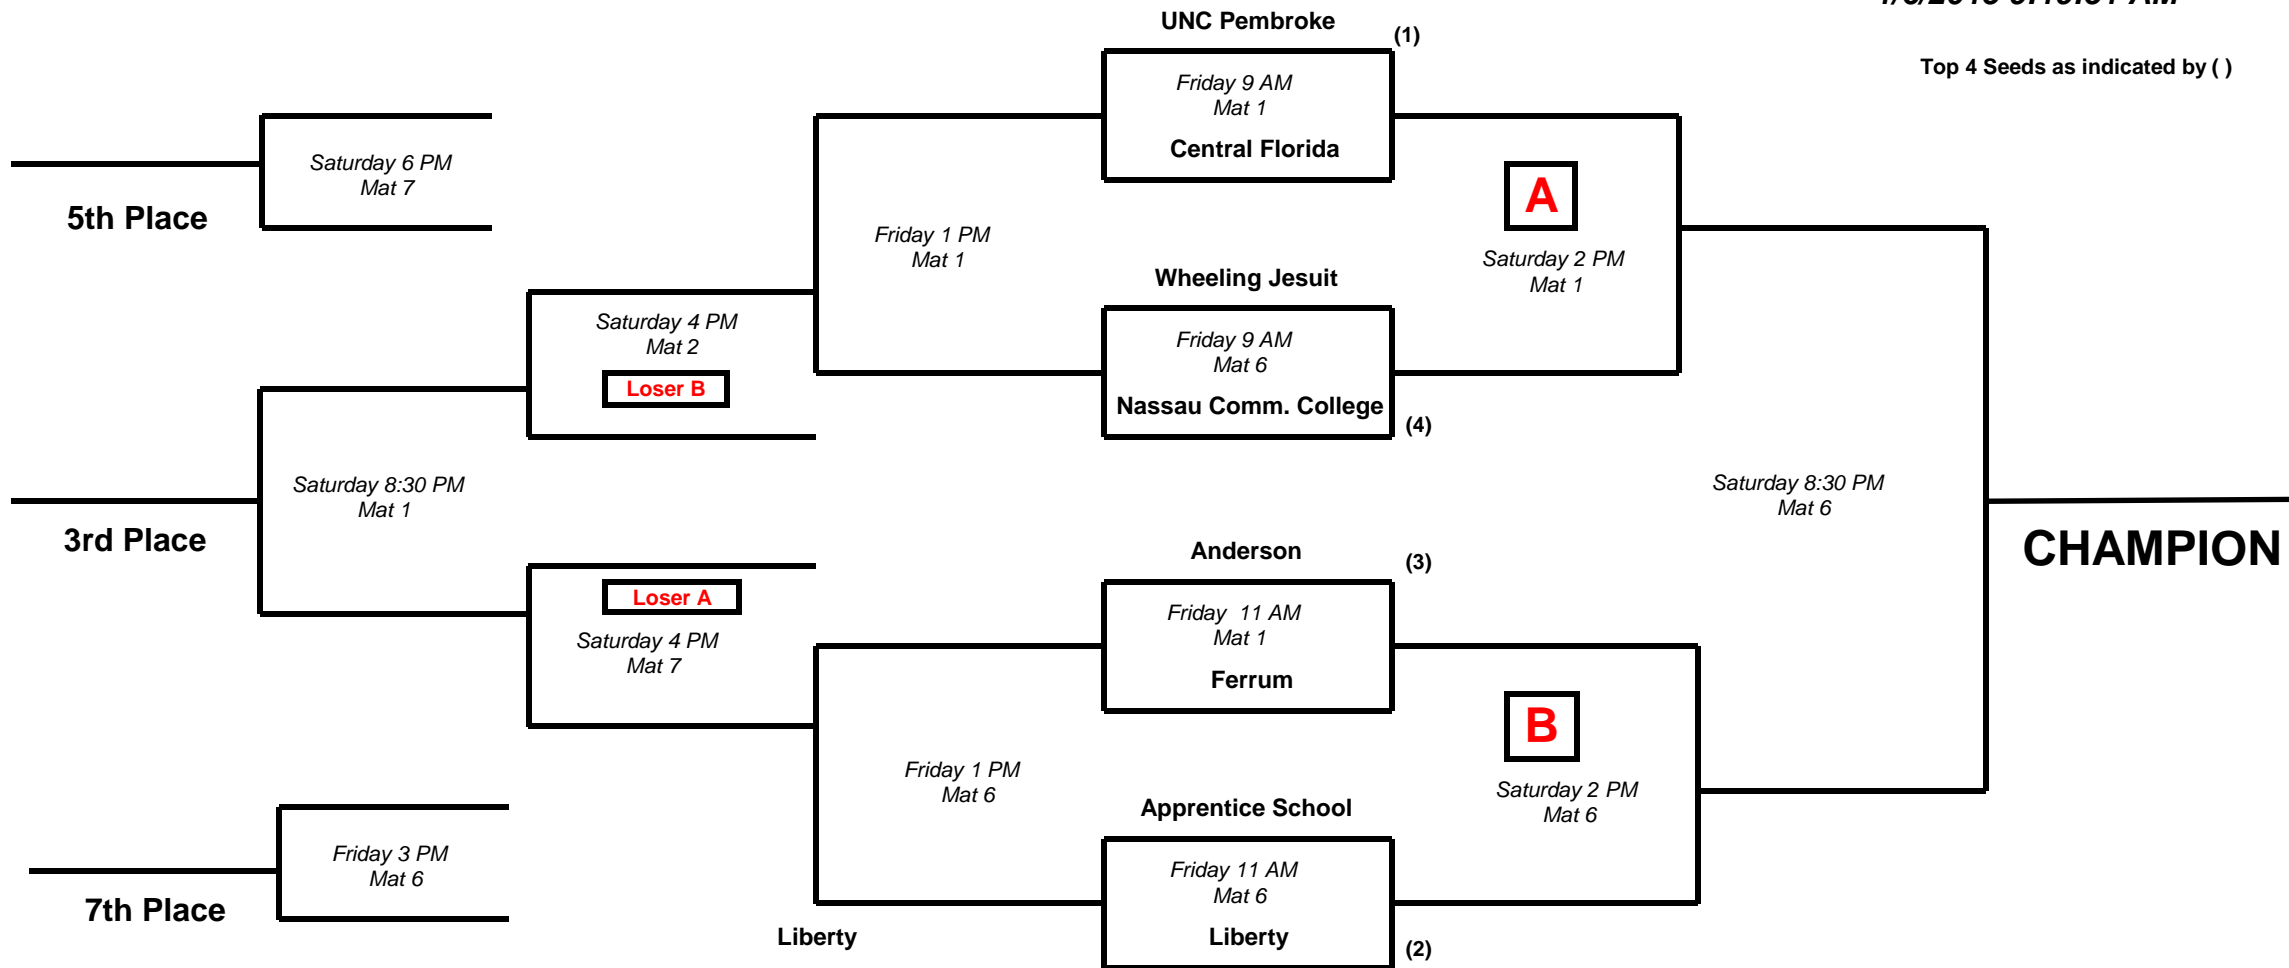 UNC Pembroke
(1)
Top 4 Seeds as indicated by ( )
Friday 9 AM
Mat 1
Central Florida
Saturday 6 PM
Mat 7
5th Place
A
Friday 1 PM
Mat 1
Saturday 2 PM
Mat 1
Wheeling Jesuit
Saturday 4 PM
Mat 2
Loser B
Friday 9 AM
Mat 6
Nassau Comm. College
(4)
Saturday 8:30 PM
Mat 1
Saturday 8:30 PM
Mat 6
3rd Place
CHAMPION
Anderson
(3)
Loser A
Saturday 4 PM
Mat 7
Friday 11 AM
Mat 1
Ferrum
B
Friday 1 PM
Mat 6
Saturday 2 PM
Mat 6
Apprentice School
Friday 3 PM
Mat 6
7th Place
Friday 11 AM
Mat 6
Liberty
Liberty
(2)